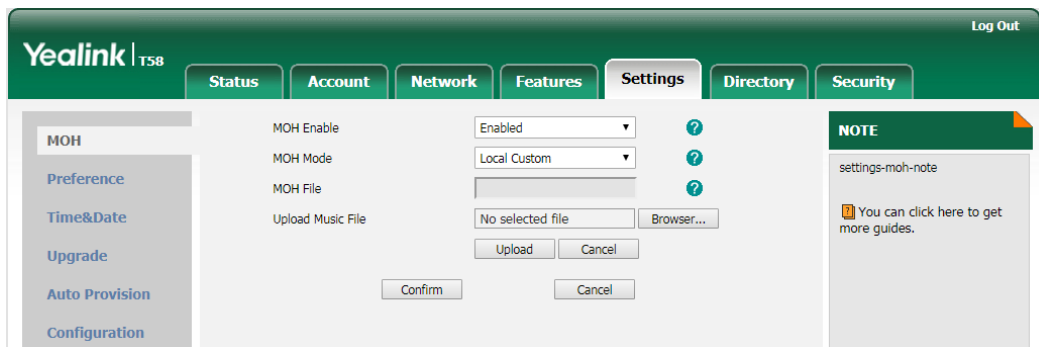 Log Out
Yealink | T58
Status Account Network Features Settings Directory Security
MOH
Preference
Time&Date
Upgrade
Auto Provision
Configuration
MOH Enable Enabled ?
MOH Mode Local Custom ?
MOH File ?
Upload Music File No selected file Browser...
Upload Cancel
Confirm Cancel
NOTE
settings-moh-note
? You can click here to get
more guides.